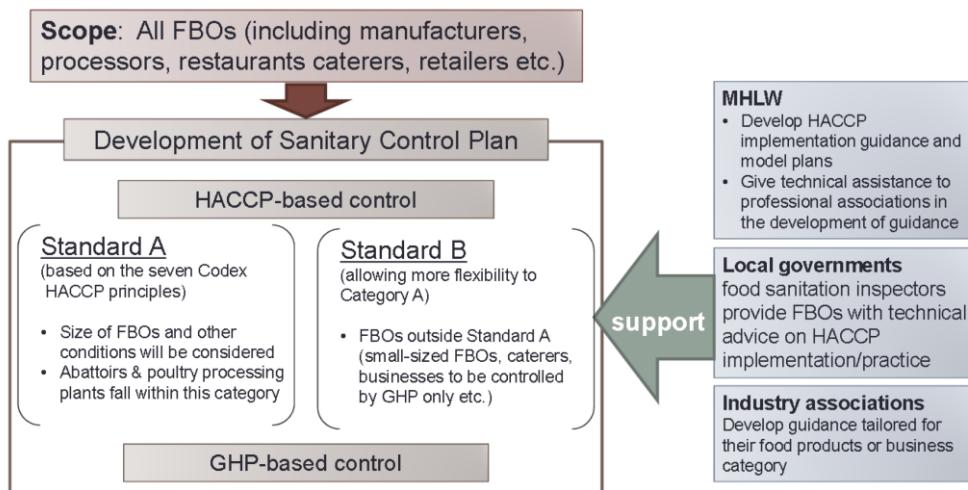 Scope: All FBOs (including manufacturers,
processors, restaurants caterers, retailers etc.)
Development of Sanitary Control Plan
HACCP-based control
Standard A
(based on the seven Codex
HACCP principles)
• Size of FBOs and other
conditions will be considered
• Abattoirs & poultry processing
plants fall within this category
Standard B
(allowing more flexibility to
Category A)
• FBOs outside Standard A
(small-sized FBOs, caterers,
businesses to be controlled
by GHP only etc.)
GHP-based control
support
MHLW
• Develop HACCP
implementation guidance and
model plans
• Give technical assistance to
professional associations in
the development of guidance
Local governments
food sanitation inspectors
provide FBOs with technical
advice on HACCP
implementation/practice
Industry associations
Develop guidance tailored for
their food products or business
category